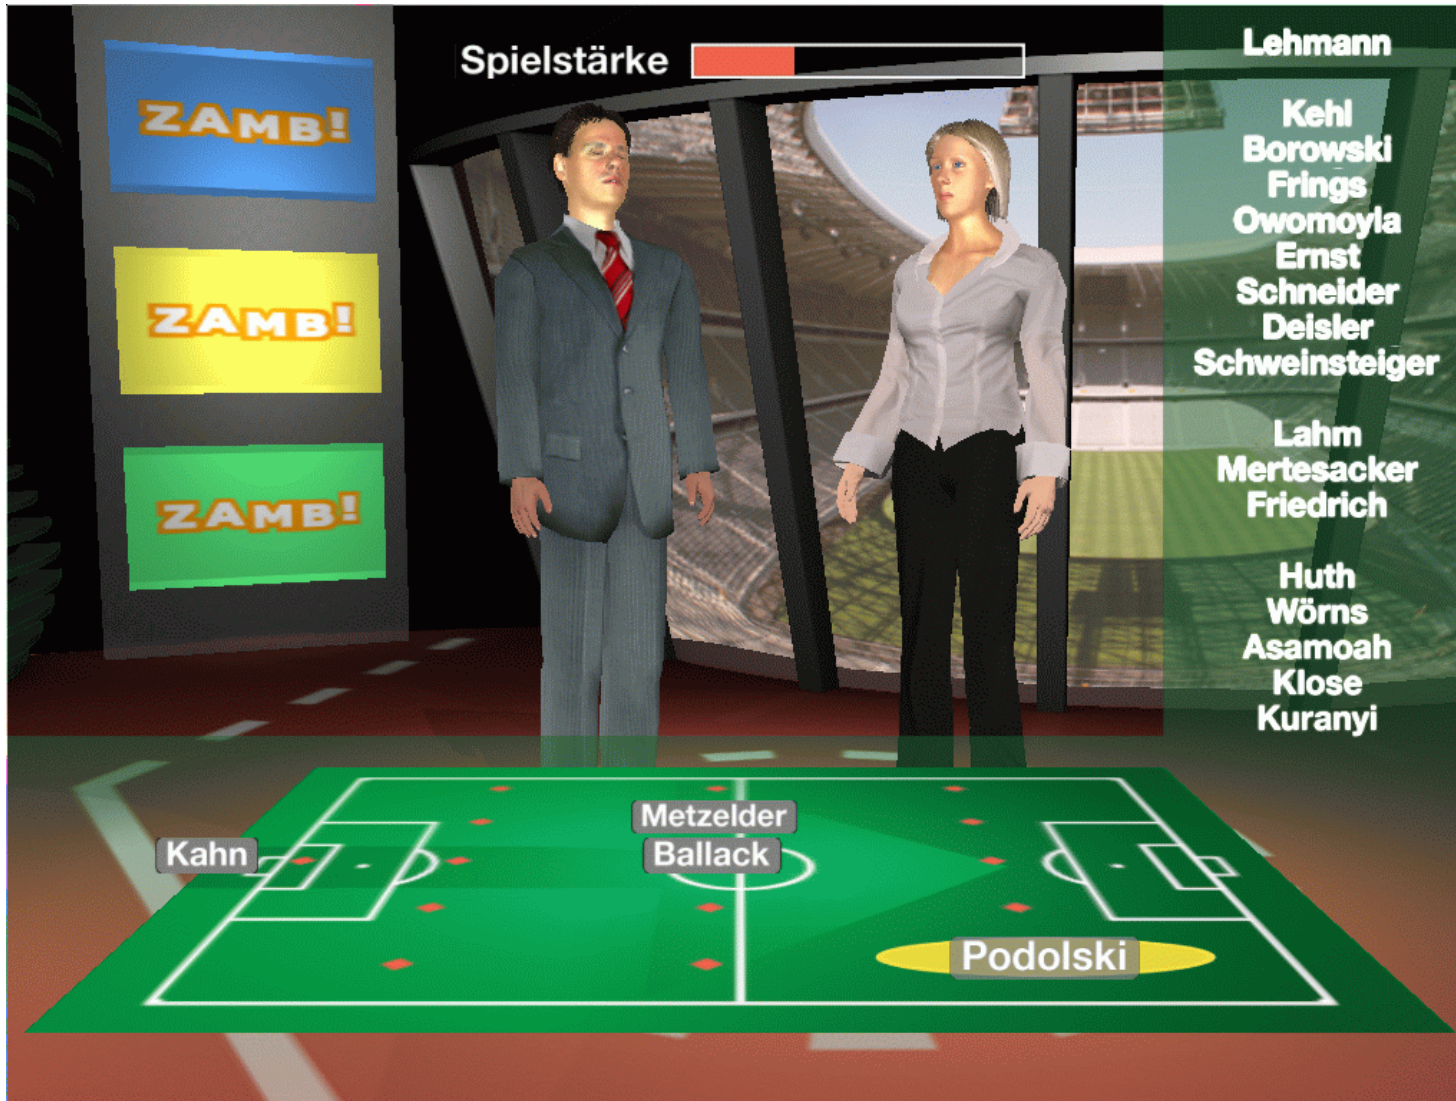 Spielstärke
ZAMB!
ZAMB!
ZAMB!
Lehmann
Kehl
Borowski
Frings
Owomoyla
Ernst
Schneider
Deisler
Schweinsteiger
Lahm
Mertesacker
Friedrich
Huth
Wörns
Asamoah
Klose
Kuranyi
Metzelder
Kahn
Ballack
Podolski